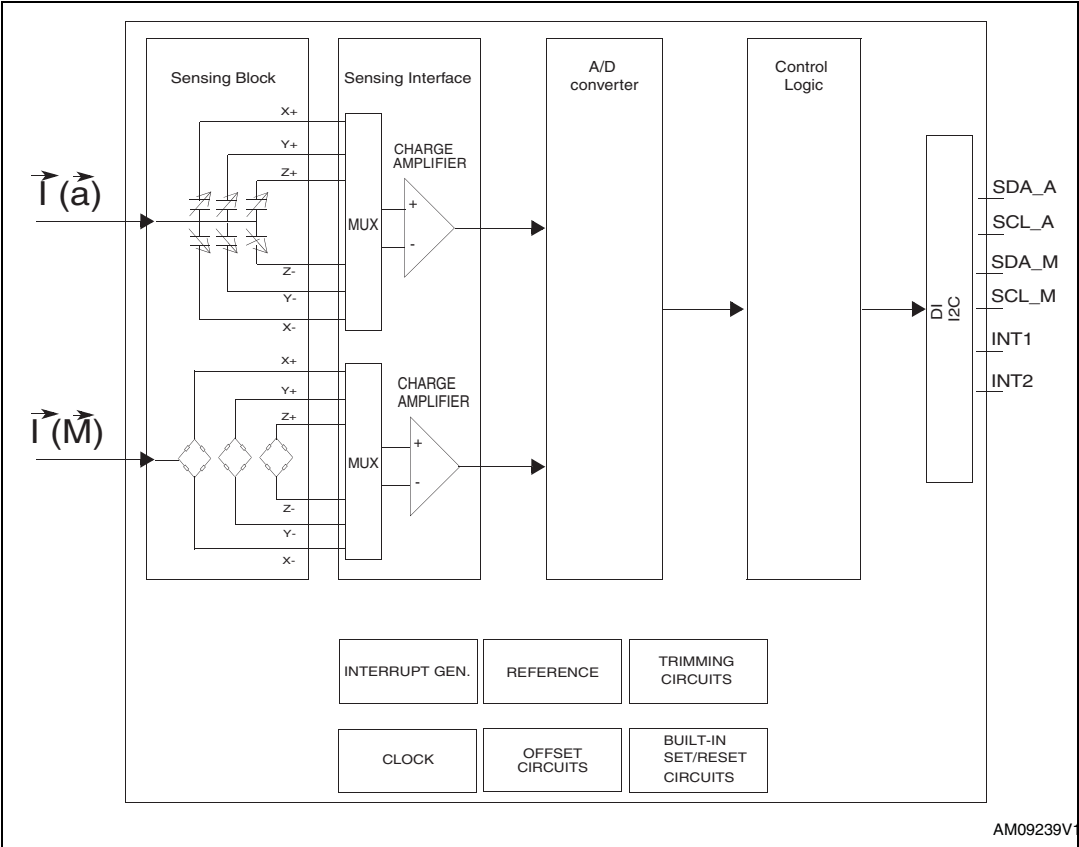 Sensing Block
Sensing Interface
A/D
converter
Control
Logic
X+
Y+
Z+
CHARGE
AMPLIFIER
I (a)
MUX
+
-
Z-
Y-
X-
X+
Y+
Z+
CHARGE
AMPLIFIER
I (M)
MUX
+
-
Z-
Y-
X-
DI
I2C
SDA_A
SCL_A
SDA_M
SCL_M
INT1
INT2
INTERRUPT GEN.
REFERENCE
TRIMMING
CIRCUITS
CLOCK
OFFSET
CIRCUITS
BUILT-IN
SET/RESET
CIRCUITS
AM09239V1